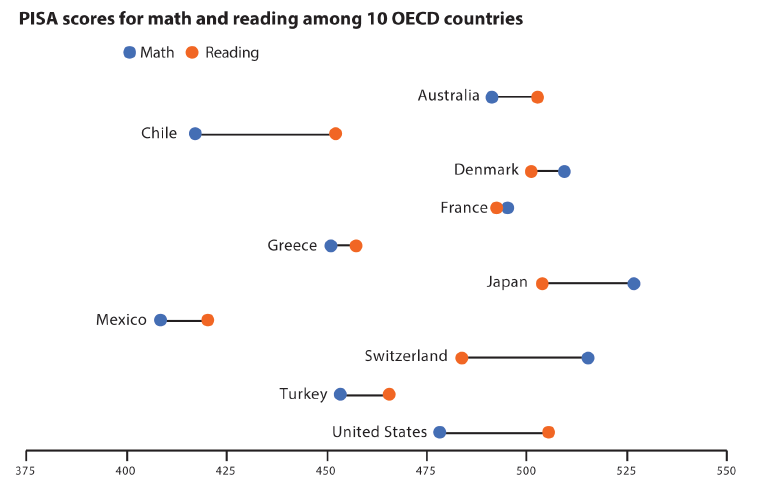 PISA scores for math and reading among 10 OECD countries
Math Reading
Australia
Chile
Denmark
France
Greece
Japan
Mexico
Switzerland
Turkey
United States
375 400 425 450 475 500 525 550